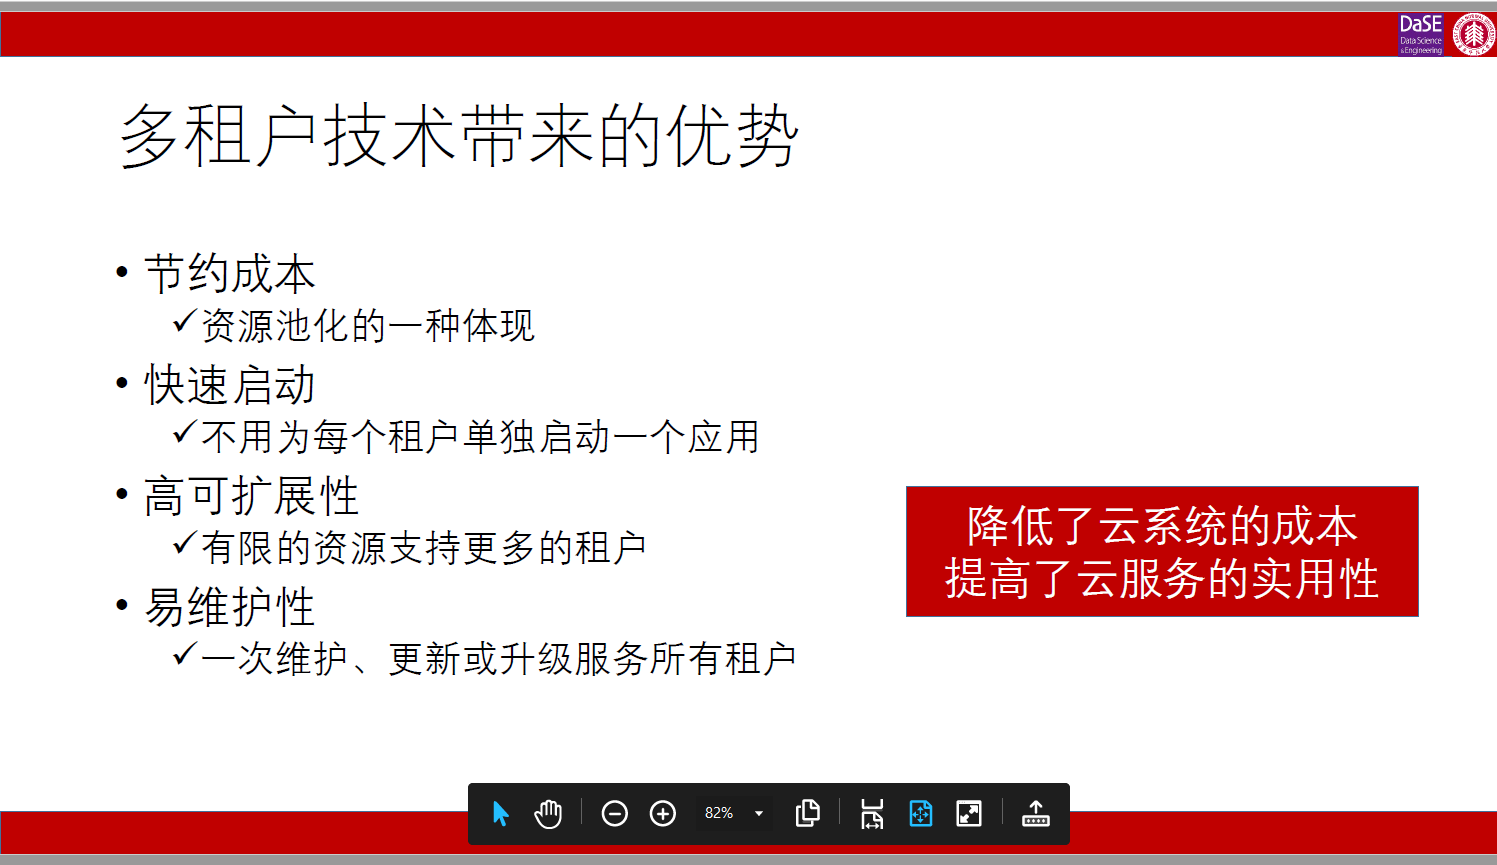 DaSE
Data Science
& Engineering
多租户技术带来的优势
• 节约成本
✓资源池化的一种体现
• 快速启动
✓不用为每个租户单独启动一个应用
• 高可扩展性
✓有限的资源支持更多的租户
• 易维护性
✓一次维护、更新或升级服务所有租户
降低了云系统的成本
提高了云服务的实用性
82%